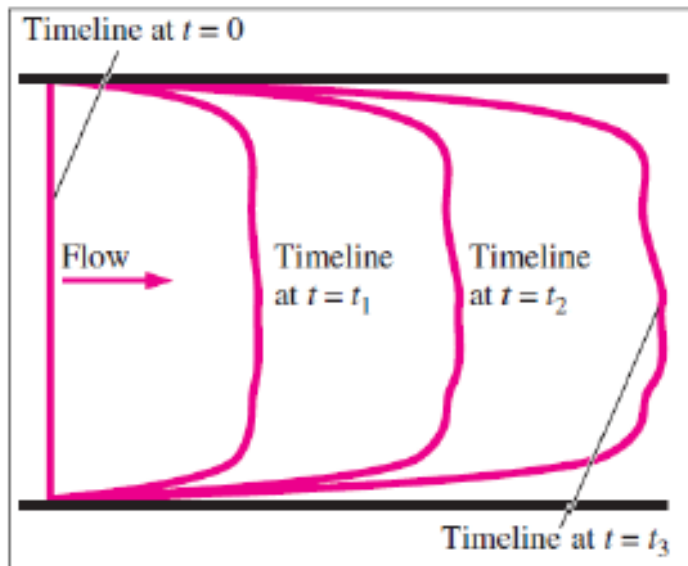 Timeline at t = 0
Flow
Timeline
at t = t₁
Timeline
at t = t₂
Timeline at t = t₃